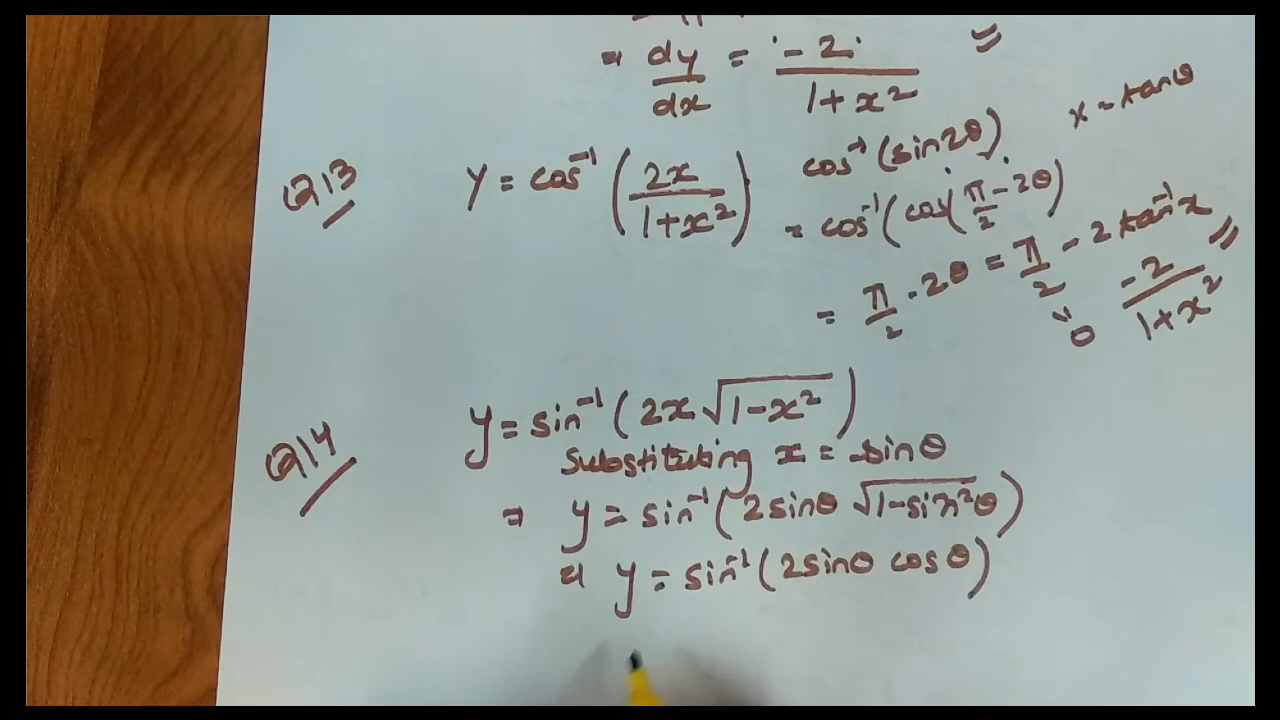 = dy/dx = -2/1+x²
Q13 y = cos⁻¹(2x/1+x²) cos⁻¹(sin2θ) x = tanθ
= cos⁻¹(cos(π/2 - 2θ)
= π/2 - 2θ = π/2 - 2tan⁻¹x
0 -2/1+x²
Q14 y = sin⁻¹(2x√1-x²)
Substituting x = sinθ
⇒ y = sin⁻¹(2sinθ √1-sin²θ)
⇒ y = sin⁻¹(2sinθ cosθ)